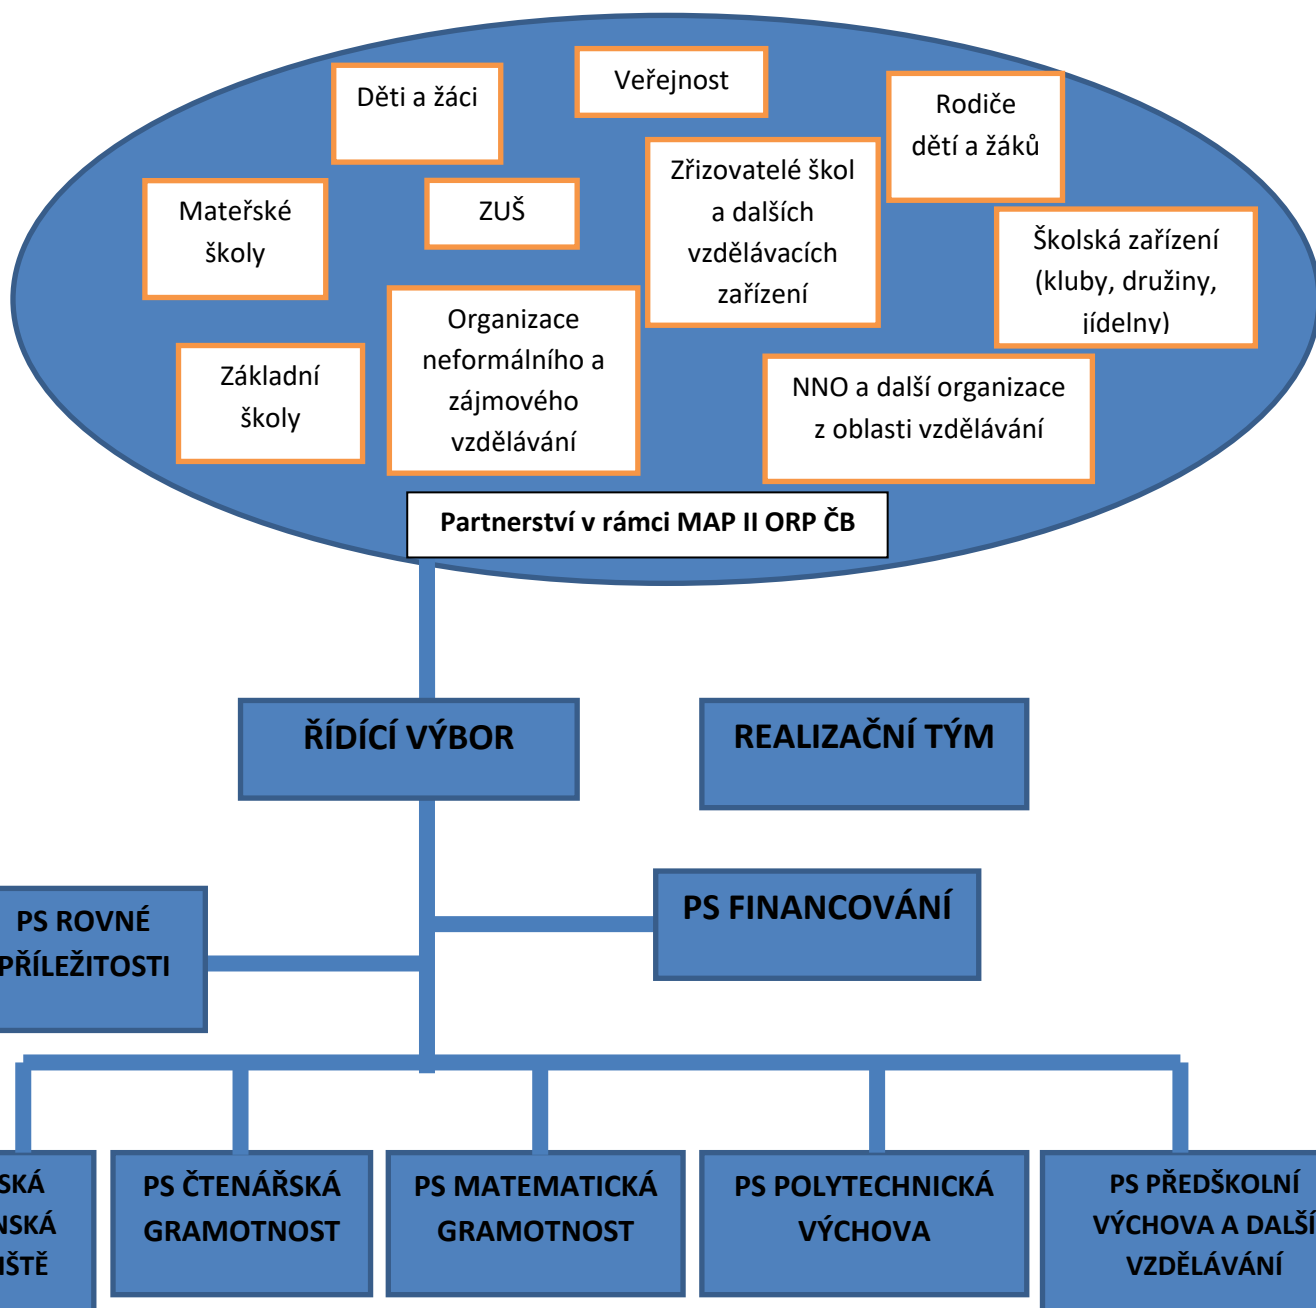 Děti a žáci
Veřejnost
Rodiče
dětí a žáků
Zřizovatelé škol
a dalších
vzdělávacích
zařízení
Mateřské
školy
ZUŠ
Školská zařízení
(kluby, družiny,
jídelny)
Organizace
neformálního a
zájmového
vzdělávání
Základní
školy
NNO a další organizace
z oblasti vzdělávání
Partnerství v rámci MAP II ORP ČB
ŘÍDÍCÍ VÝBOR
REALIZAČNÍ TÝM
PS FINANCOVÁNÍ
PS ROVNÉ
PŘÍLEŽITOSTI
SKÁ
NSKÁ
IŠTĚ
PS ČTENÁŘSKÁ
GRAMOTNOST
PS MATEMATICKÁ
GRAMOTNOST
PS POLYTECHNICKÁ
VÝCHOVA
PS PŘEDŠKOLNÍ
VÝCHOVA A DALŠÍ
VZDĚLÁVÁNÍ